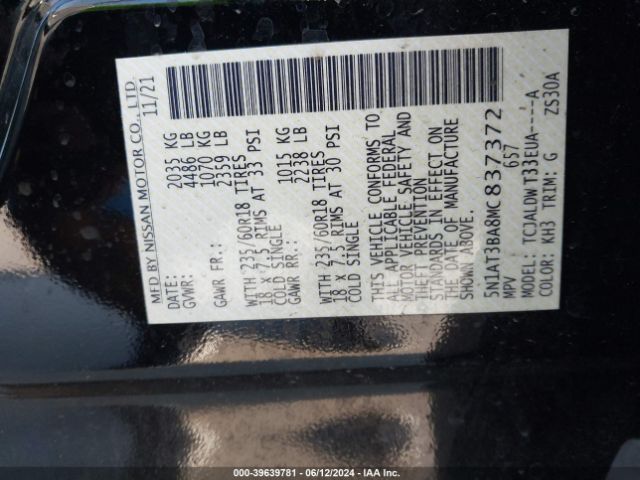 MFD BY NISSAN MOTOR CO., LTD.
DATE: 11/21
GVWR: 2035 KG
4486 LB
GAWR FR.: 1070 KG
2359 LB
WITH 235/60R18 TIRES
18 x 7.5 RIMS AT 33 PSI
COLD SINGLE
GAWR RR.: 1015 KG
2238 LB
WITH 235/60R18 TIRES
18 x 7.5 RIMS AT 30 PSI
COLD SINGLE
THIS VEHICLE CONFORMS TO
ALL APPLICABLE FEDERAL
MOTOR VEHICLE SAFETY AND
THEFT PREVENTION
STANDARDS IN EFFECT ON
THE DATE OF MANUFACTURE
SHOWN ABOVE.
5N1AT3BA8MC837372
MPV 657
MODEL: TCJALDW T33EUA----A
COLOR: KH3 TRIM: G ZS30A
000-39639781 - 06/12/2024 - IAA Inc.